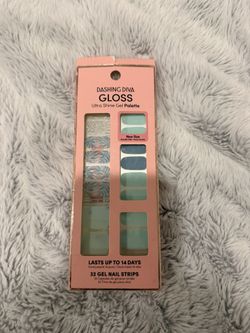 DASHING DIVA
GLOSS
Ultra Shine Gel Palette
New Size
LASTS UP TO 14 DAYS
32 GEL NAIL STRIPS